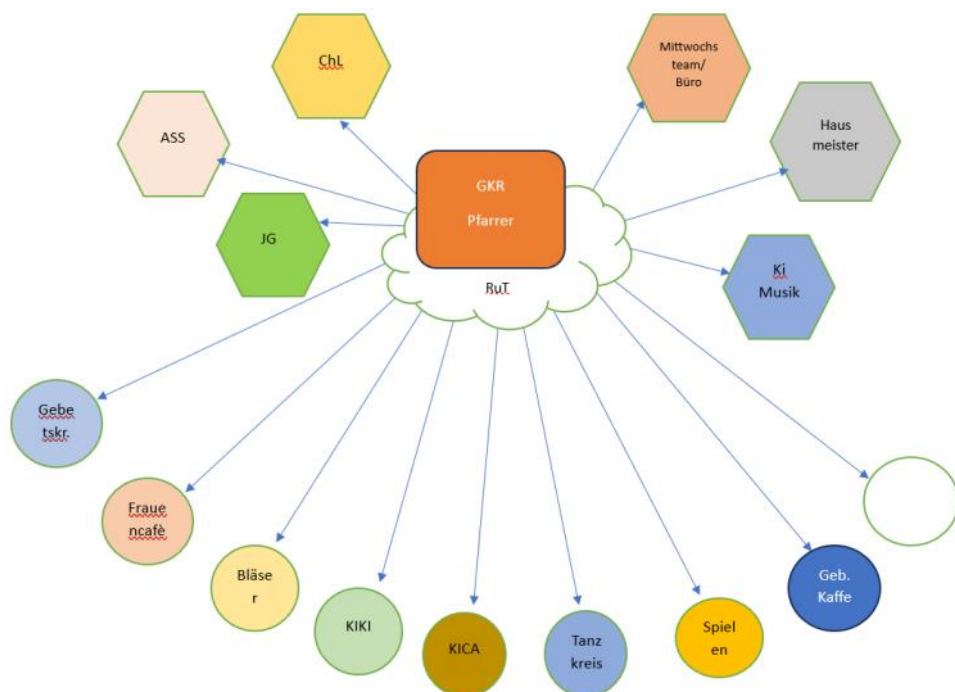 ChL
Mittwochs
team/
Büro
ASS
Haus
meister
GKR
Pfarrer
JG
RuT
Ki
Musik
Gebe
tskr.
Fraue
ncafè
Bläse
r
KIKI
KICA
Tanz
kreis
Spiel
en
Geb.
Kaffe